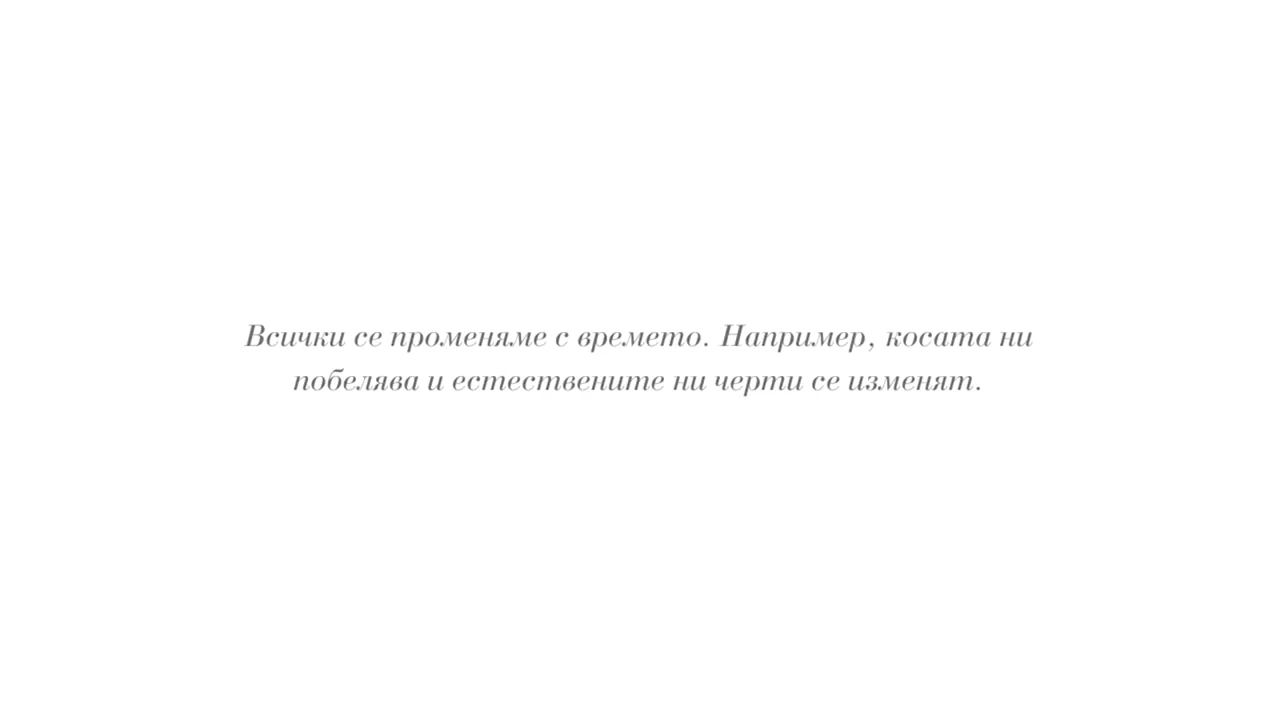 Всички се променяме с времето. Например, косата ни
побелява и естествените ни черти се изменят.